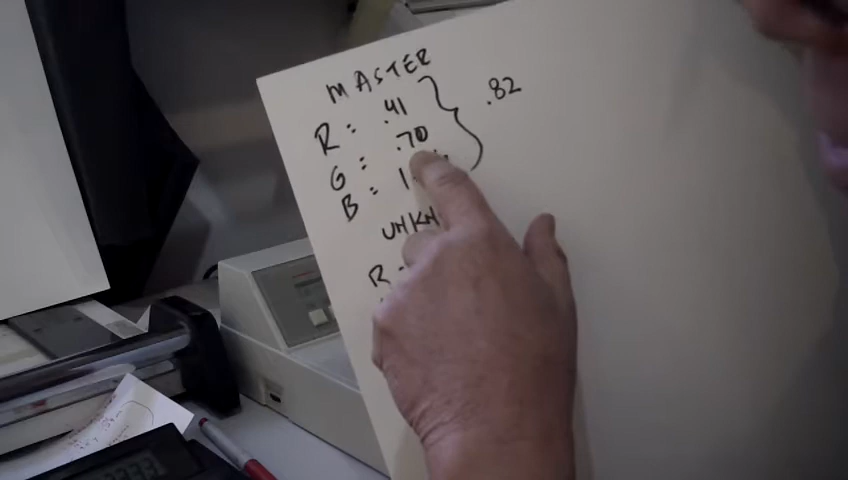 MASTER
R = .41
G = .70
B = 1.
.82
UNKN
R